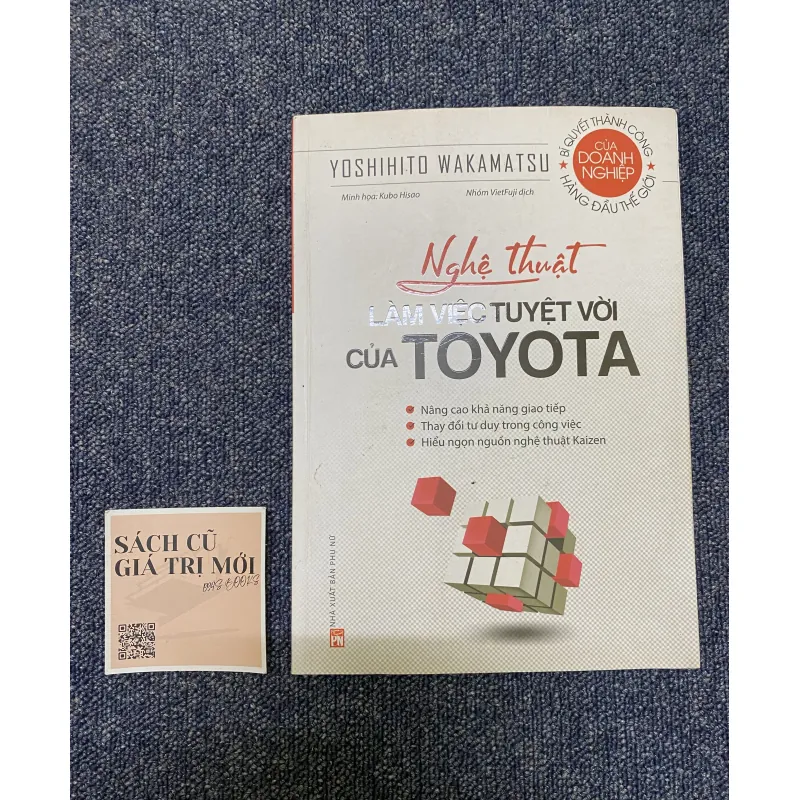 YOSHIHITO WAKAMATSU
Minh họa: Kubo Hisao
Nhóm VietFuji dịch
BÍ QUYẾT THÀNH CÔNG
CỦA
DOANH
NGHIỆP
HÀNG ĐẦU THẾ GIỚI
Nghệ thuật
LÀM VIỆC TUYỆT VỜI
CỦA TOYOTA
Nâng cao khả năng giao tiếp
Thay đổi tư duy trong công việc
Hiểu ngọn nguồn nghệ thuật Kaizen
NHÀ XUẤT BẢN PHỤ NỮ
PN
SÁCH CŨ
GIÁ TRỊ MỚI